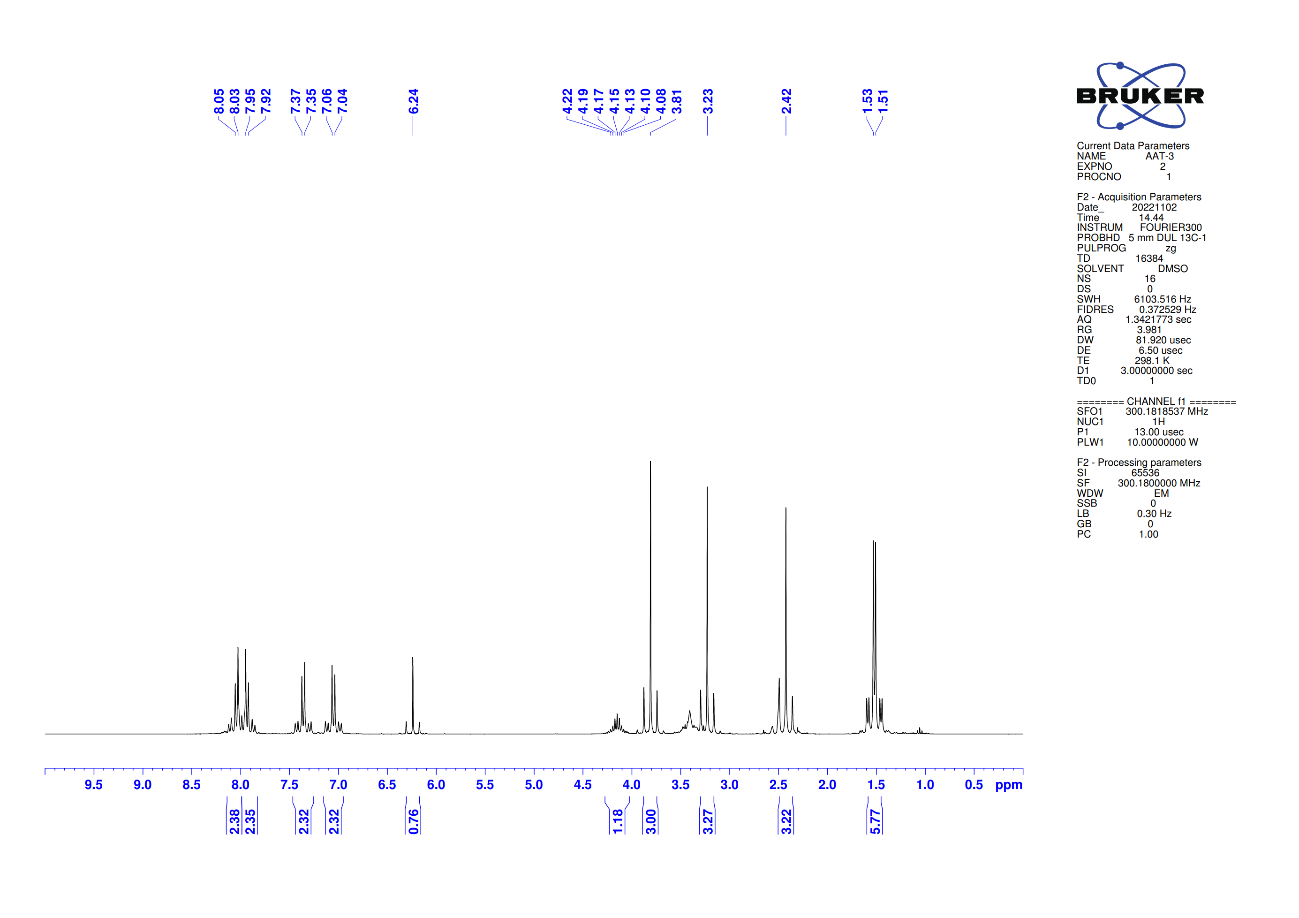 8.05
8.03
7.95
7.92
7.37
7.35
7.06
7.04
6.24
4.22
4.19
4.17
4.15
4.13
4.10
4.08
3.81
3.23
2.42
1.53
1.51
BRUKER
Current Data Parameters
NAME AAT-3
EXPNO 2
PROCNO 1
F2 - Acquisition Parameters
Date_ 20221102
Time 14.44
INSTRUM FOURIER300
PROBHD 5 mm DUL 13C-1
PULPROG zg
TD 16384
SOLVENT DMSO
NS 16
DS 0
SWH 6103.516 Hz
FIDRES 0.372529 Hz
AQ 1.3421773 sec
RG 3.981
DW 81.920 usec
DE 6.50 usec
TE 298.1 K
D1 3.00000000 sec
TD0 1
======== CHANNEL f1 ========
SFO1 300.1818537 MHz
NUC1 1H
P1 13.00 usec
PLW1 10.00000000 W
F2 - Processing parameters
SI 65536
SF 300.1800000 MHz
WDW EM
SSB 0
LB 0.30 Hz
GB 0
PC 1.00
9.5 9.0 8.5 8.0 7.5 7.0 6.5 6.0 5.5 5.0 4.5 4.0 3.5 3.0 2.5 2.0 1.5 1.0 0.5 ppm
2.38
2.35
2.32
2.32
0.76
1.18
3.00
3.27
3.22
5.77